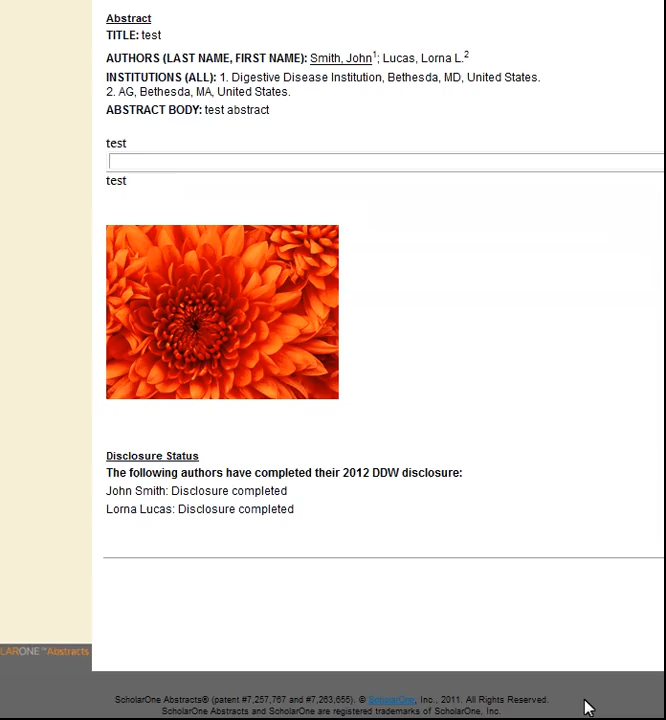 Abstract
TITLE: test
AUTHORS (LAST NAME, FIRST NAME): Smith, John1; Lucas, Lorna L.2
INSTITUTIONS (ALL): 1. Digestive Disease Institution, Bethesda, MD, United States.
2. AG, Bethesda, MA, United States.
ABSTRACT BODY: test abstract
test
test
Disclosure Status
The following authors have completed their 2012 DDW disclosure:
John Smith: Disclosure completed
Lorna Lucas: Disclosure completed
LARONE™Abstracts
ScholarOne Abstracts® (patent #7,257,767 and #7,263,655). © ScholarOne, Inc., 2011. All Rights Reserved.
ScholarOne Abstracts and ScholarOne are registered trademarks of ScholarOne, Inc.